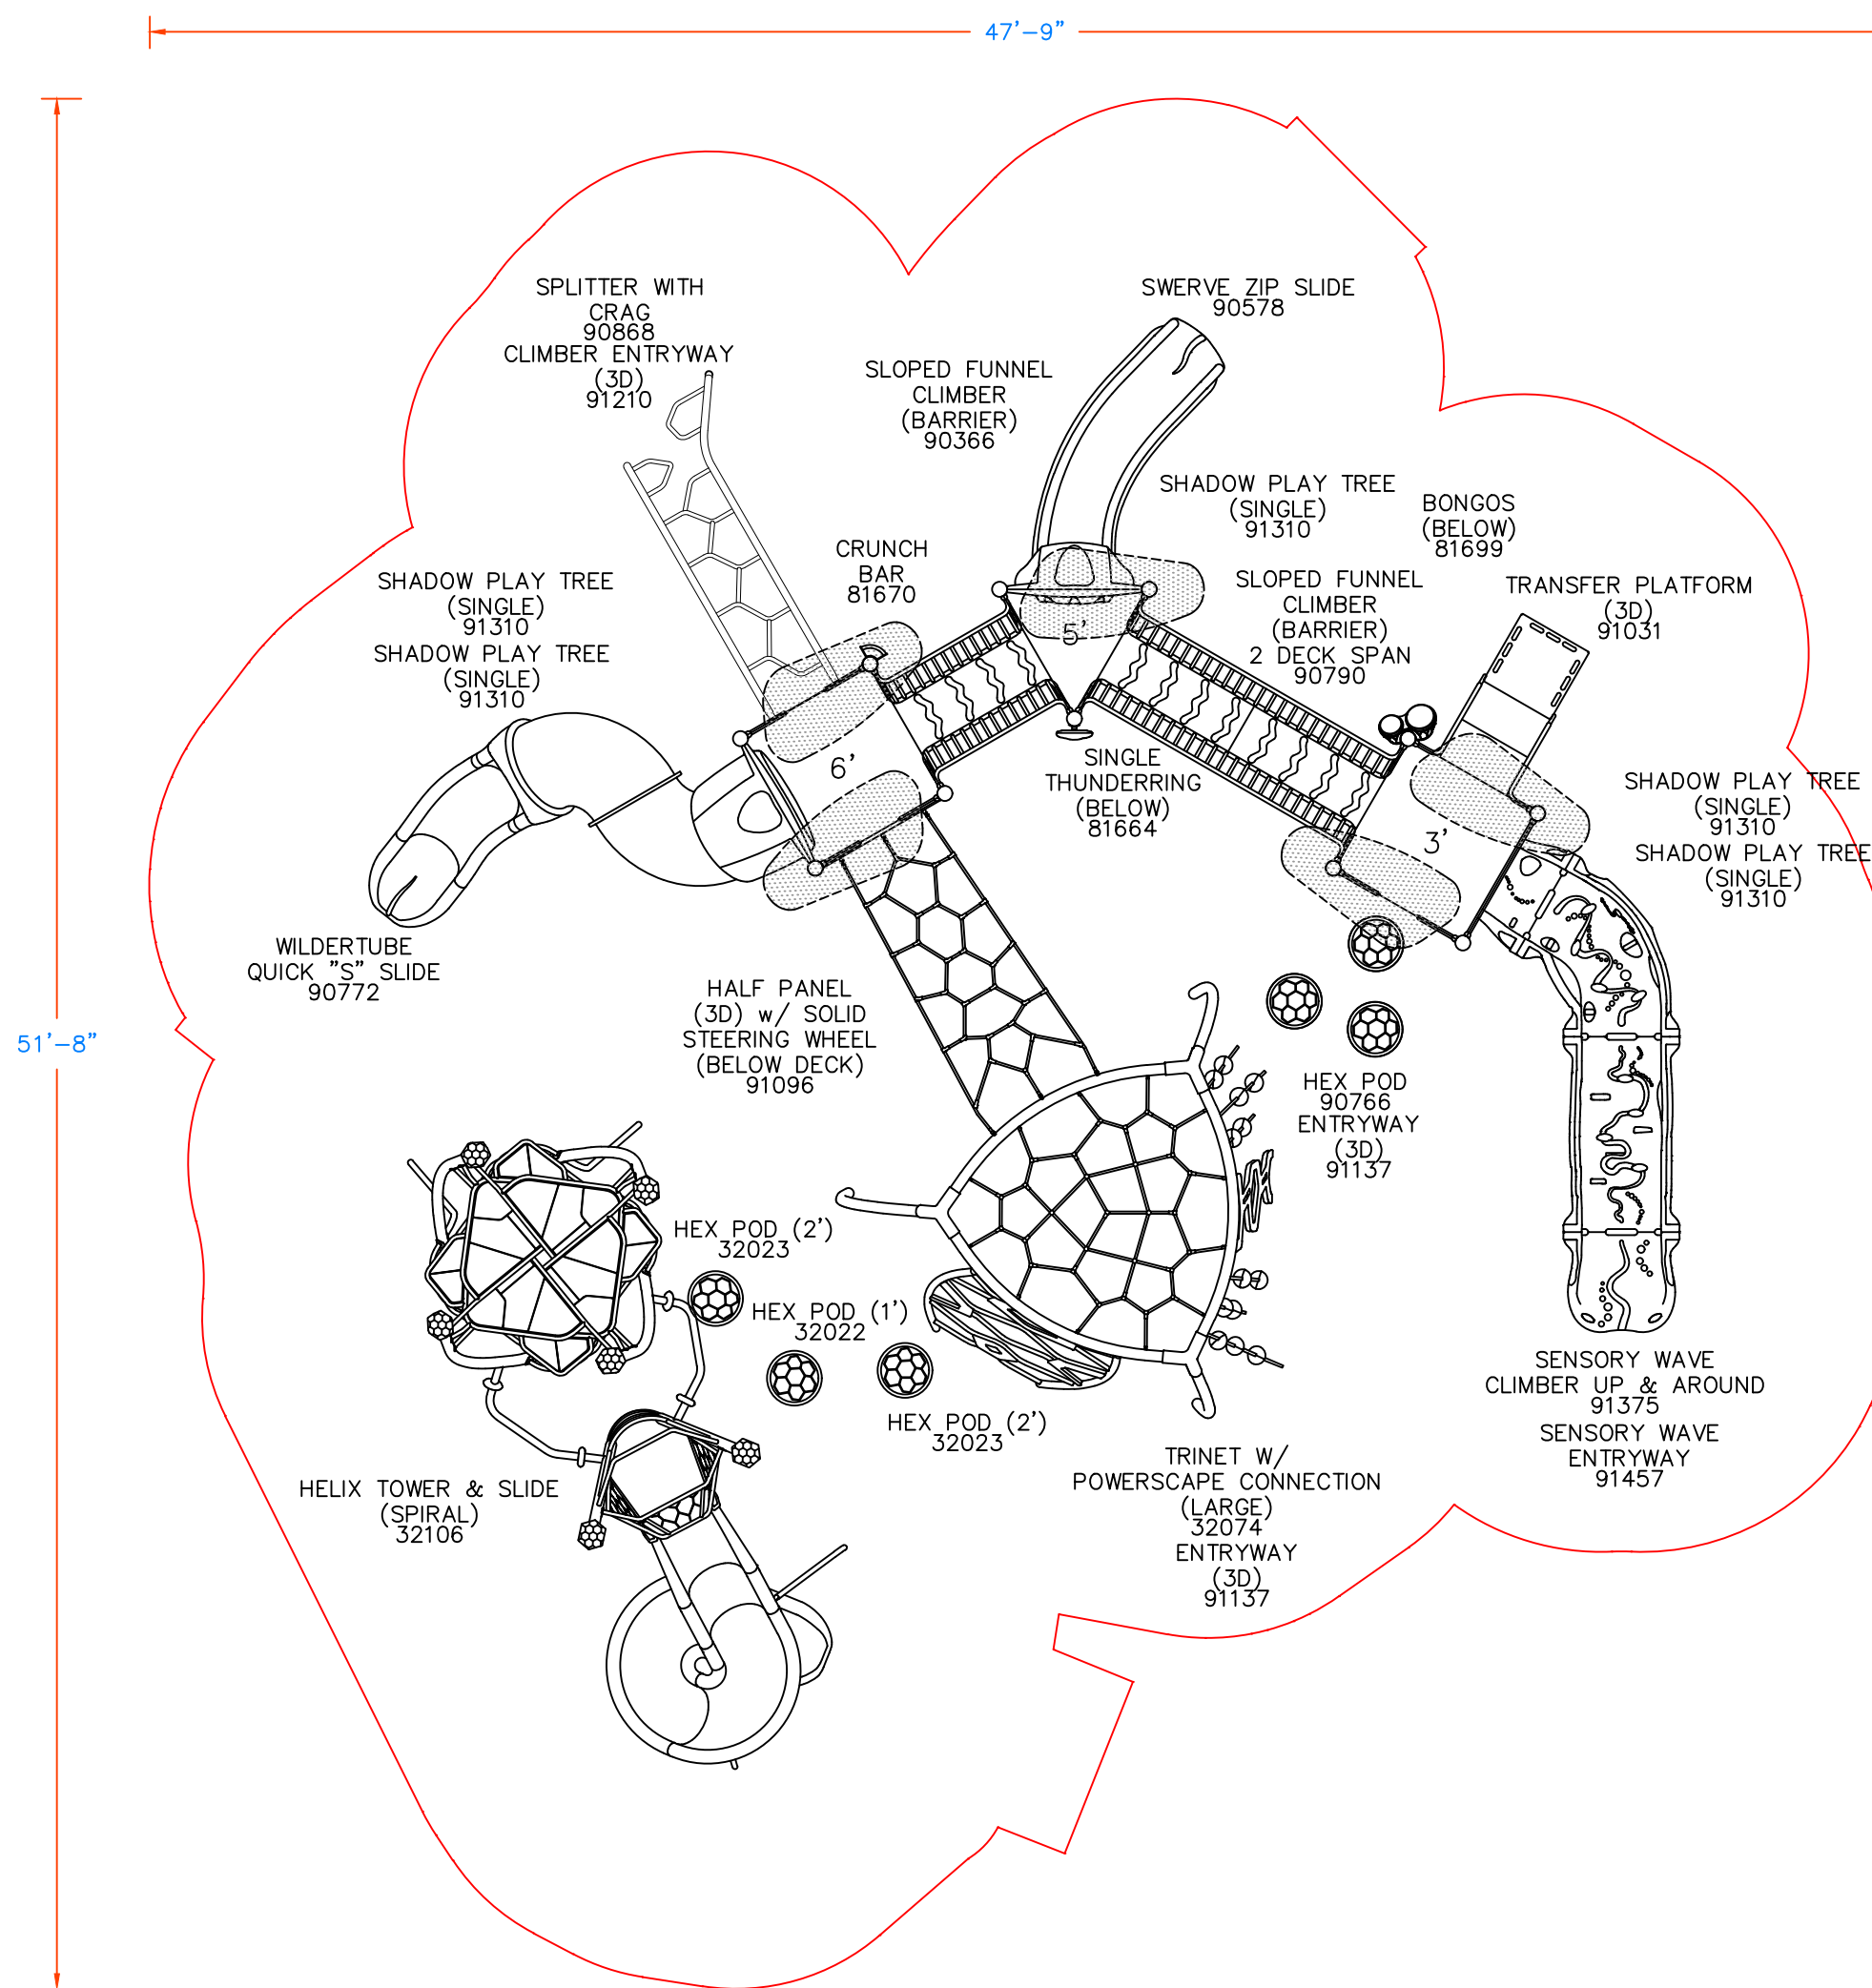 47'-9"
SPLITTER WITH
CRAG
90868
CLIMBER ENTRYWAY
(3D)
91210
SWERVE ZIP SLIDE
90578
SLOPED FUNNEL
CLIMBER
(BARRIER)
90366
SHADOW PLAY TREE
(SINGLE)
91310
BONGOS
(BELOW)
81699
CRUNCH
BAR
81670
SHADOW PLAY TREE
(SINGLE)
91310
SHADOW PLAY TREE
(SINGLE)
91310
SLOPED FUNNEL
CLIMBER
(BARRIER)
2 DECK SPAN
90790
TRANSFER PLATFORM
(3D)
91031
5'
6'
3'
SINGLE
THUNDERRING
(BELOW)
81664
SHADOW PLAY TREE
(SINGLE)
91310
SHADOW PLAY TREE
(SINGLE)
91310
WILDERTUBE
QUICK "S" SLIDE
90772
51'-8"
HALF PANEL
(3D) w/ SOLID
STEERING WHEEL
(BELOW DECK)
91096
HEX POD
90766
ENTRYWAY
(3D)
91137
HEX POD (2')
32023
HEX POD (1')
32022
HEX POD (2')
32023
SENSORY WAVE
CLIMBER UP & AROUND
91375
SENSORY WAVE
ENTRYWAY
91457
HELIX TOWER & SLIDE
(SPIRAL)
32106
TRINET W/
POWERSCAPE CONNECTION
(LARGE)
32074
ENTRYWAY
(3D)
91137